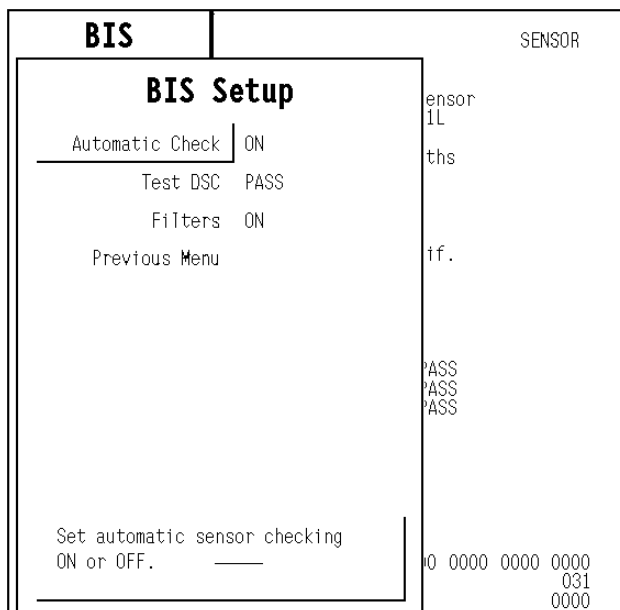 BIS
SENSOR
BIS Setup
Automatic Check ON
Test DSC PASS
Filters ON
Previous Menu
Set automatic sensor checking
ON or OFF.
ensor
1L
ths
if.
PASS
PASS
PASS
0 0000 0000 0000
031
0000